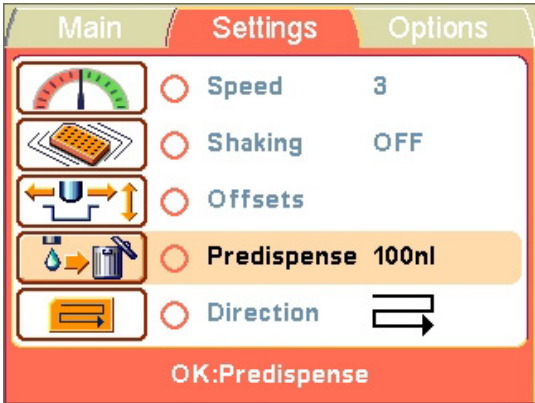 Main Settings Options
Speed 3
Shaking OFF
Offsets
Predispense 100nl
Direction
OK:Predispense